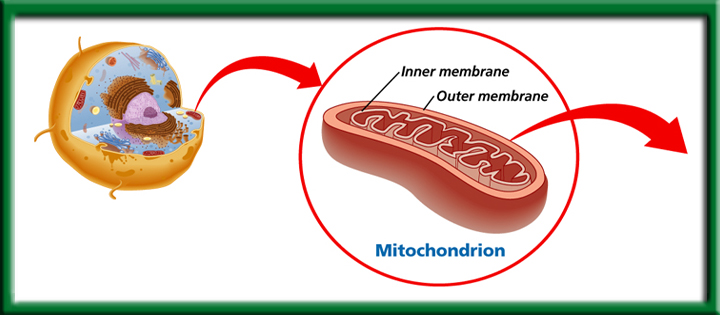 Inner membrane
Outer membrane
Mitochondrion